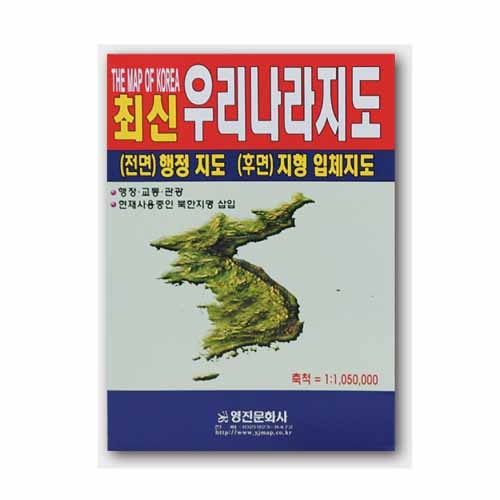 THE MAP OF KOREA
최신 우리나라지도
(전면) 행정 지도 (후면) 지형 입체지도
행정·교통·관광
현재사용중인 북한지명 삽입
축척 = 1:1,050,000
영진문화사
http://www.yjmap.co.kr